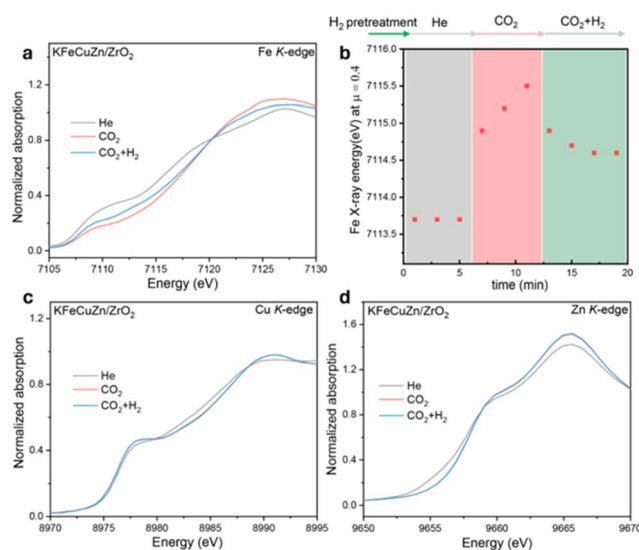 H2 pretreatment He CO2 CO2+H2
a KFeCuZn/ZrO2 Fe K-edge
He
CO2
CO2+H2
Normalized absorption
1.2
0.8
0.4
0.0
7105 7110 7115 7120 7125 7130
Energy (eV)
b
Fe X-ray energy(eV) at μ = 0.4
7116.0
7115.5
7115.0
7114.5
7114.0
7113.5
0 5 10 15 20
time (min)
c KFeCuZn/ZrO2 Cu K-edge
He
CO2
CO2+H2
Normalized absorption
1.2
0.8
0.4
0.0
8970 8975 8980 8985 8990 8995
Energy (eV)
d KFeCuZn/ZrO2 Zn K-edge
He
CO2
CO2+H2
Normalized absorption
1.6
1.2
0.8
0.4
0.0
9650 9655 9660 9665 9670
Energy (eV)